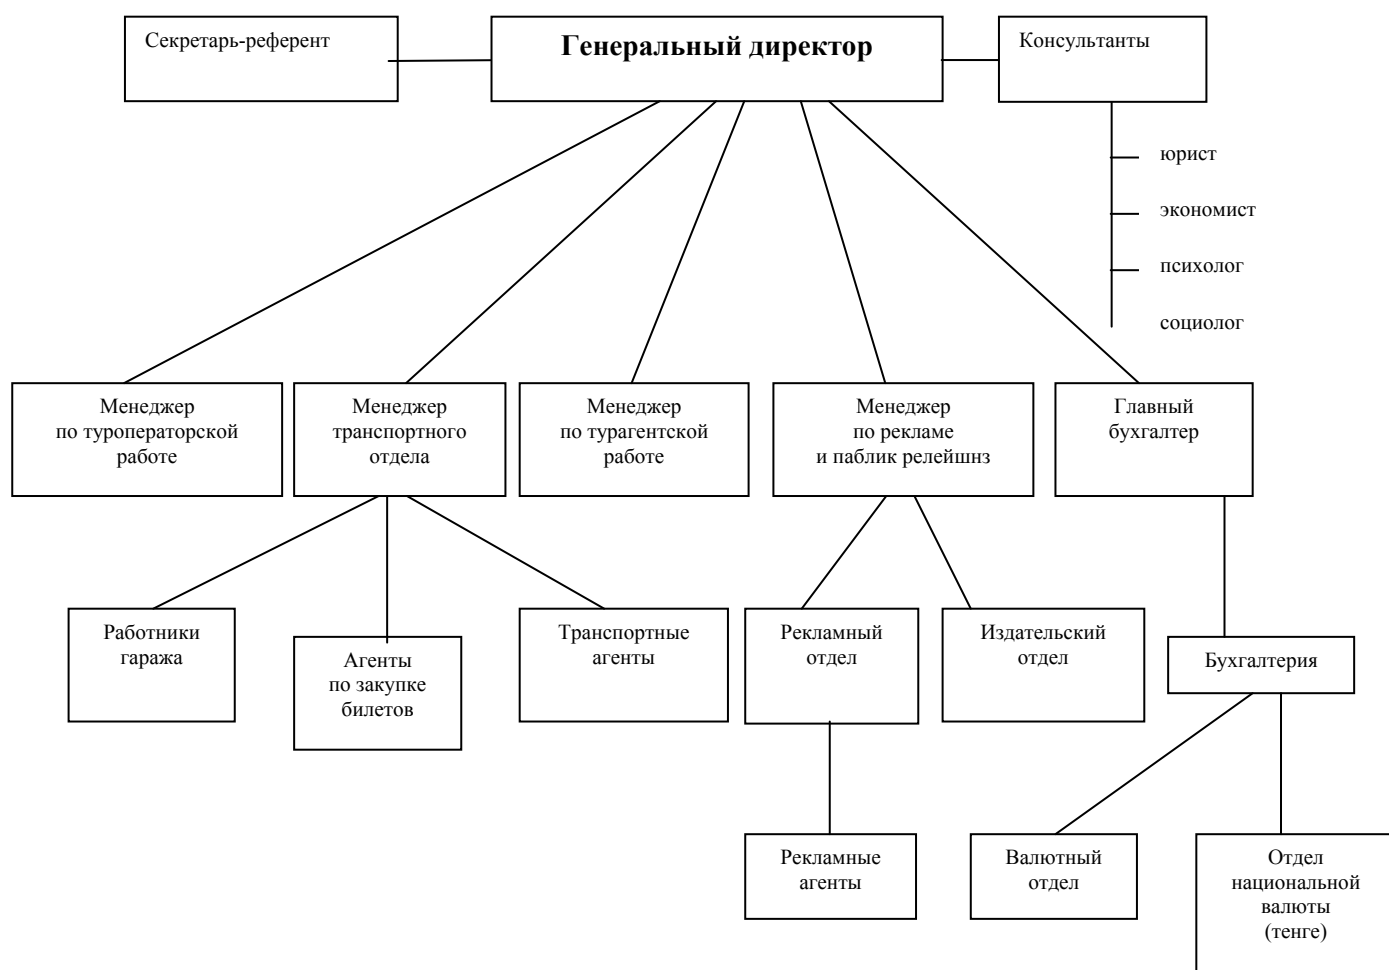 Секретарь-референт
Генеральный директор
Консультанты
юрист
экономист
психолог
социолог
Менеджер
по туроператорской
работе
Менеджер
транспортного
отдела
Менеджер
по турагентской
работе
Менеджер
по рекламе
и паблик релейшнз
Главный
бухгалтер
Работники
гаража
Агенты
по закупке
билетов
Транспортные
агенты
Рекламный
отдел
Издательский
отдел
Бухгалтерия
Рекламные
агенты
Валютный
отдел
Отдел
национальной
валюты
(тенге)